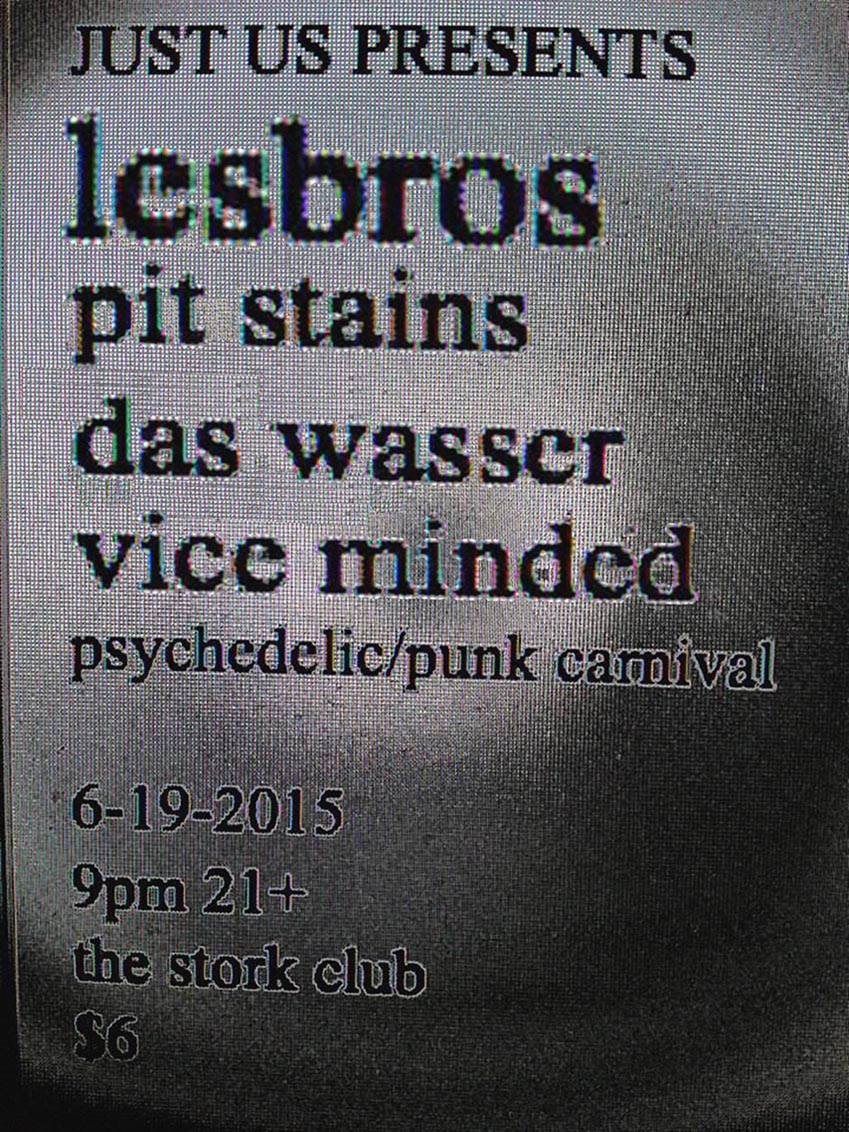 JUST US PRESENTS
lesbros
pit stains
das wasser
vice minded
psychedelic/punk carnival
6-19-2015
9pm 21+
the stork club
$6